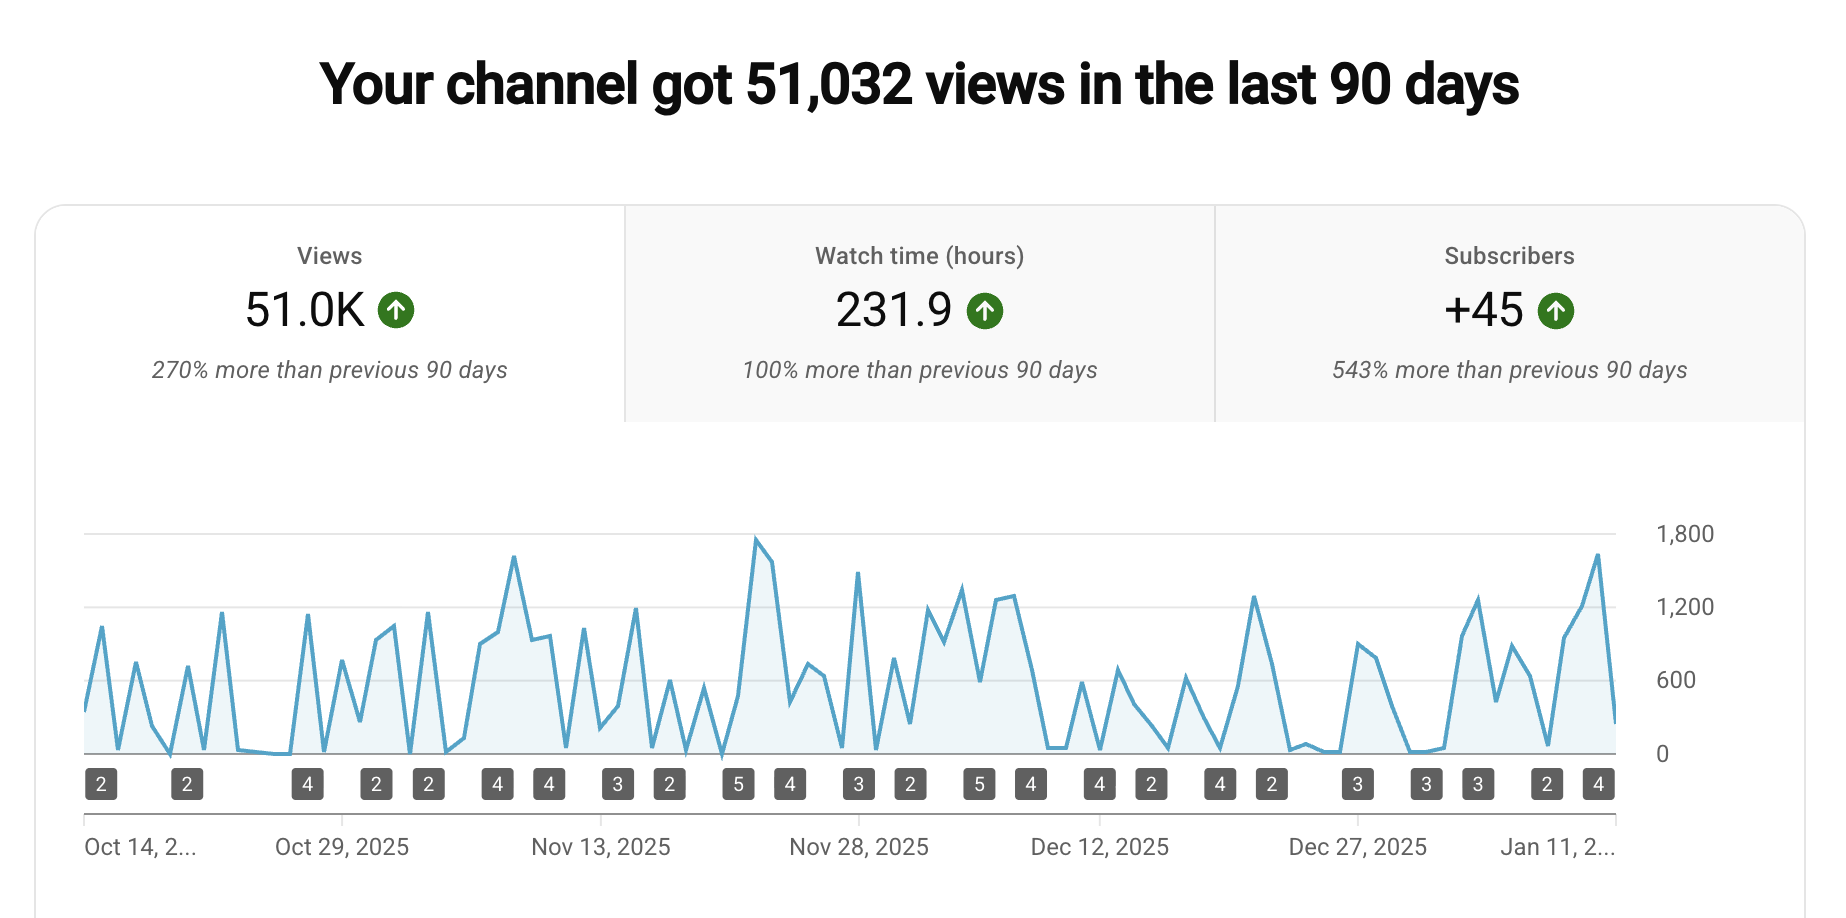 Your channel got 51,032 views in the last 90 days
Views
51.0K
270% more than previous 90 days
Watch time (hours)
231.9
100% more than previous 90 days
Subscribers
+45
543% more than previous 90 days
1,800
1,200
600
0
2 2 4 2 2 4 4 3 2 5 4 3 2 5 4 4 2 4 2 3 3 3 2 4
Oct 14, 2... Oct 29, 2025 Nov 13, 2025 Nov 28, 2025 Dec 12, 2025 Dec 27, 2025 Jan 11, 2...